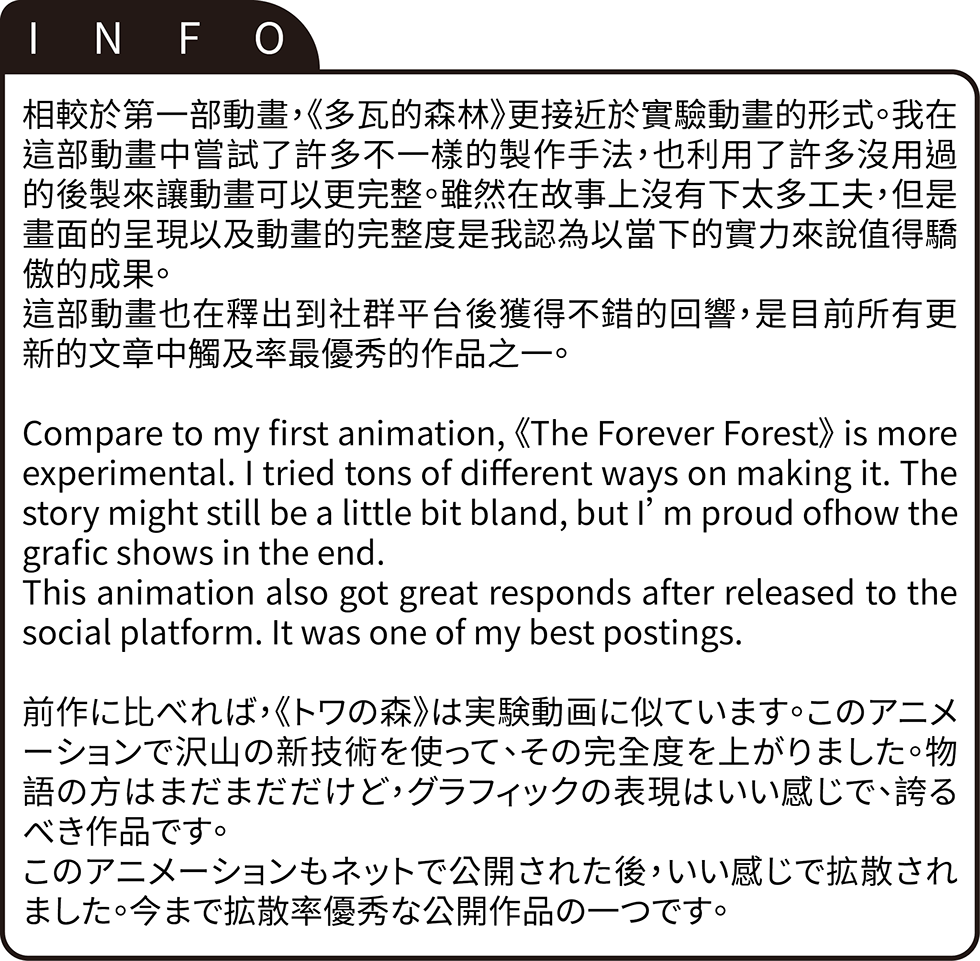 INFO
相較於第一部動畫，《多瓦的森林》更接近於實驗動畫的形式。我在
這部動畫中嘗試了許多不一樣的製作手法，也利用了許多沒用過
的後製來讓動畫可以更完整。雖然在故事上沒有下太多工夫，但是
畫面的呈現以及動畫的完整度是我認為以當下的實力來說值得驕
傲的成果。
這部動畫也在釋出到社群平台後獲得不錯的回響，是目前所有更
新的文章中觸及率最優秀的作品之一。
Compare to my first animation, 《The Forever Forest》 is more
experimental. I tried tons of different ways on making it. The
story might still be a little bit bland, but I’m proud ofhow the
grafic shows in the end.
This animation also got great responds after released to the
social platform. It was one of my best postings.
前作に比べれば，《トワの森》は実験動画に似ています。このアニメ
ーションで沢山の新技術を使って、その完全度を上がりました。物
語の方はまだまだだけど，グラフィックの表現はいい感じで、誇る
べき作品です。
このアニメーションもネットで公開された後，いい感じで拡散され
ました。今まで拡散率優秀な公開作品の一つです。